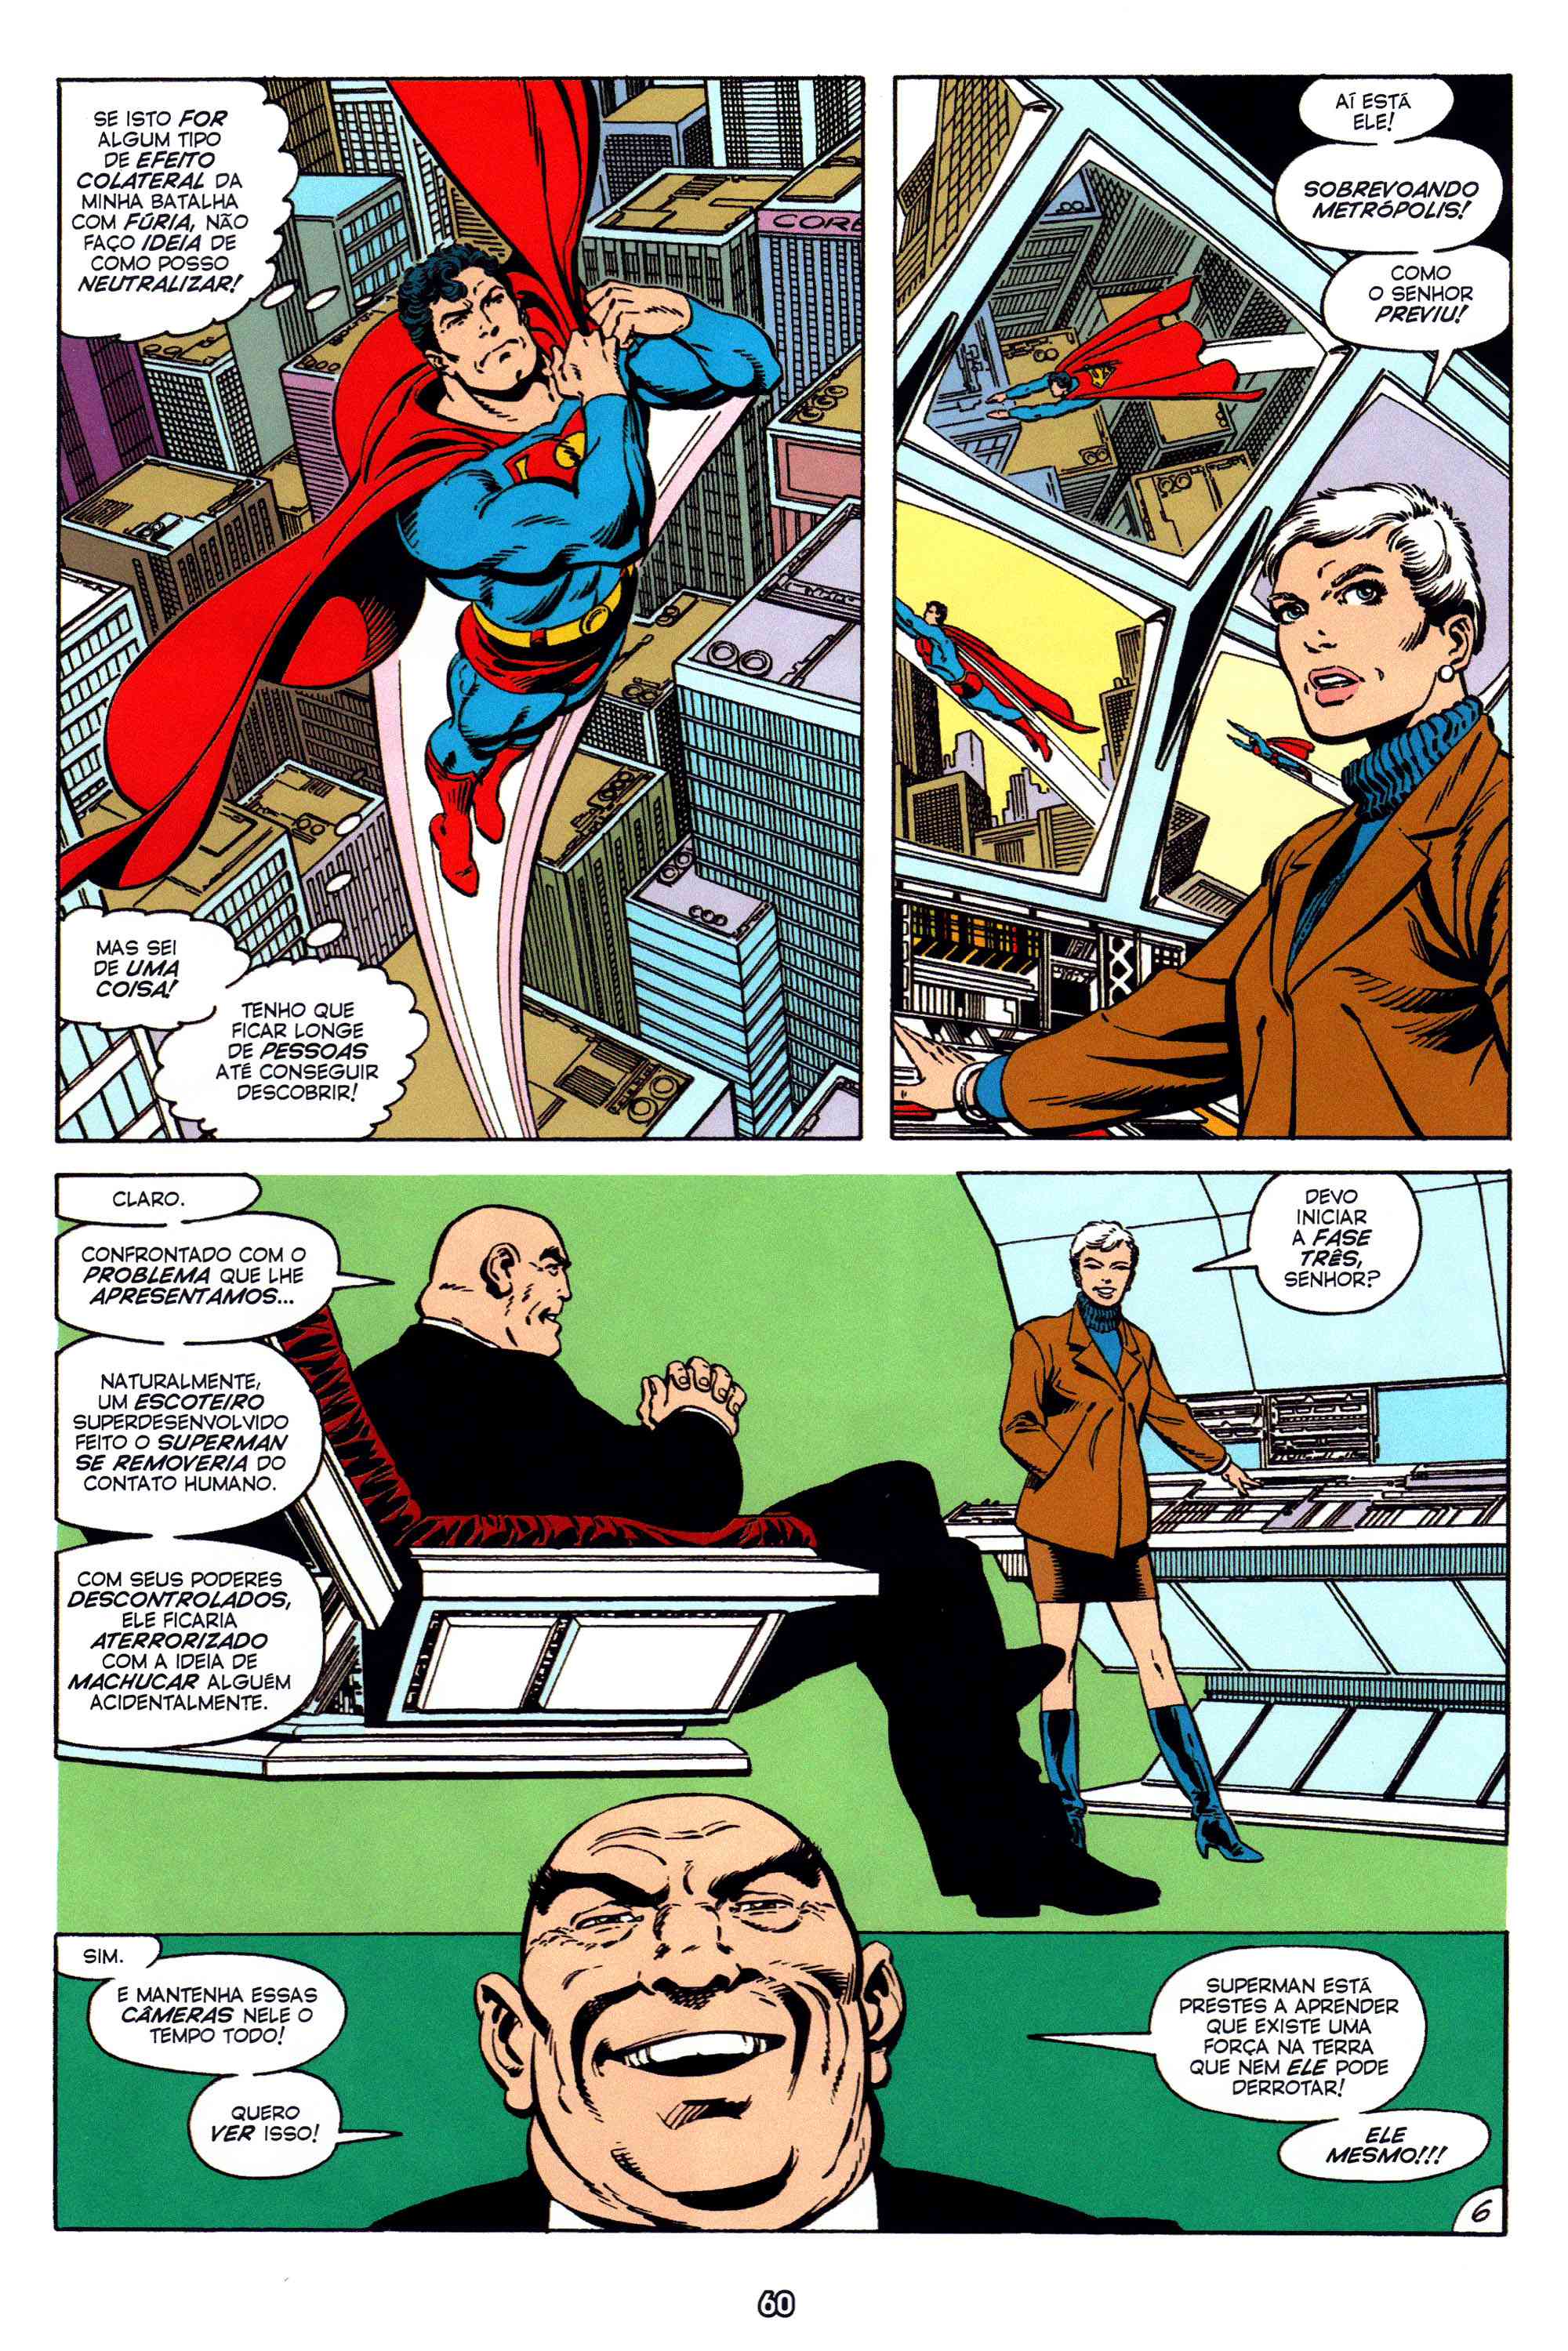 SE ISTO FOR
ALGUM TIPO
DE EFEITO
COLATERAL DA
MINHA BATALHA
COM FÚRIA, NÃO
FAÇO IDEIA DE
COMO POSSO
NEUTRALIZAR!
CORE
MAS SEI
DE UMA
COISA!
TENHO QUE
FICAR LONGE
DE PESSOAS
ATÉ CONSEGUIR
DESCOBRIR!
AÍ ESTÁ
ELE!
SOBREVOANDO
METRÓPOLIS!
COMO
O SENHOR
PREVIU!
CLARO.
CONFRONTADO COM O
PROBLEMA QUE LHE
APRESENTAMOS...
NATURALMENTE,
UM ESCOTEIRO
SUPERDESENVOLVIDO
FEITO O SUPERMAN
SE REMOVERIA DO
CONTATO HUMANO.
COM SEUS PODERES
DESCONTROLADOS,
ELE FICARIA
ATERRORIZADO
COM A IDEIA DE
MACHUCAR ALGUÉM
ACIDENTALMENTE.
DEVO
INICIAR
A FASE
TRÊS,
SENHOR?
SIM.
E MANTENHA ESSAS
CÂMERAS NELE O
TEMPO TODO!
QUERO
VER ISSO!
SUPERMAN ESTÁ
PRESTES A APRENDER
QUE EXISTE UMA
FORÇA NA TERRA
QUE NEM ELE PODE
DERROTAR!
ELE
MESMO!!!
6
60